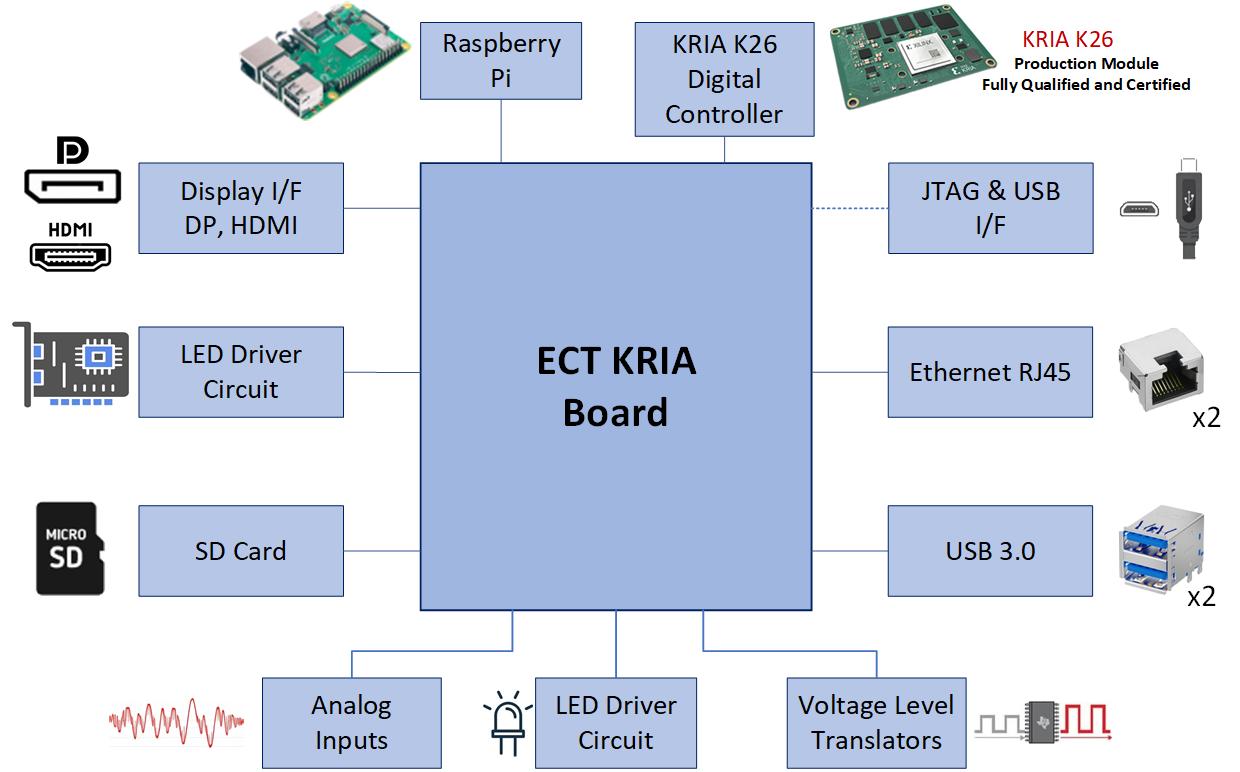 Raspberry
Pi
KRIA K26
Digital
Controller
XILINX
KRIA
KRIA K26
Production Module
Fully Qualified and Certified
Display I/F
DP, HDMI
HDMI
JTAG & USB
I/F
LED Driver
Circuit
ECT KRIA
Board
Ethernet RJ45
x2
MICRO
SD
SD Card
USB 3.0
x2
Analog
Inputs
LED Driver
Circuit
Voltage Level
Translators